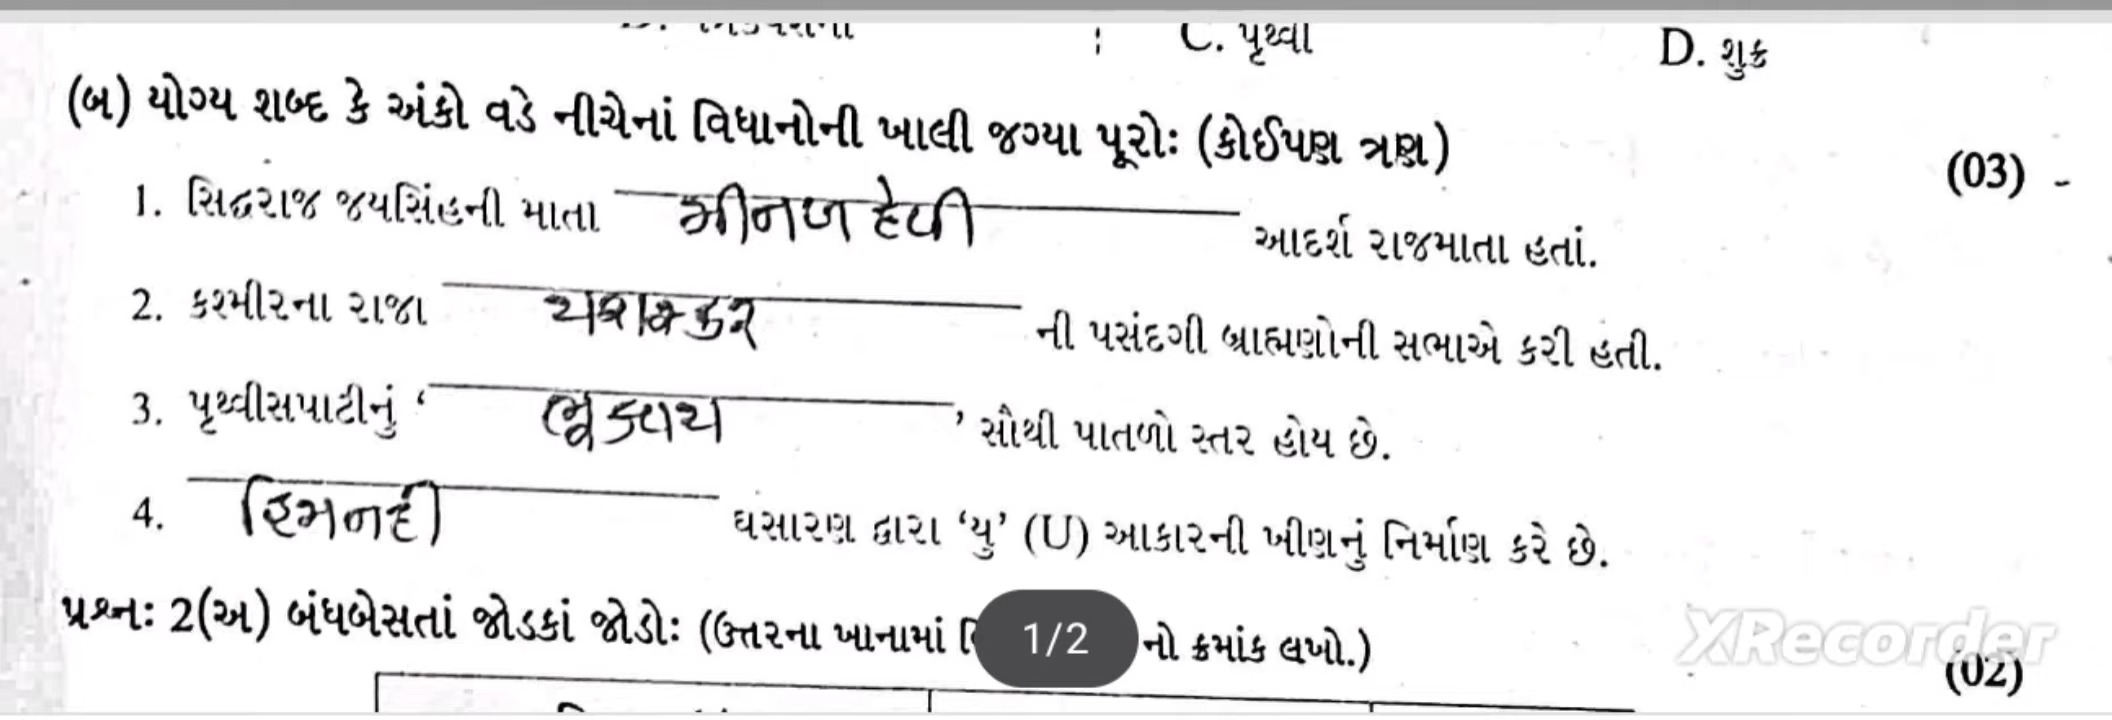 C. પૃથ્વી D. શુક્ર
(બ) યોગ્ય શબ્દ કે અંકો વડે નીચેનાં વિધાનોની ખાલી જગ્યા પૂરોઃ (કોઈપણ ત્રણ) (03)
1. સિદ્ધરાજ જયસિંહની માતા મીનળદેવી આદર્શ રાજમાતા હતાં.
2. કશ્મીરના રાજા યશસ્કર ની પસંદગી બ્રાહ્મણોની સભાએ કરી હતી.
3. પૃથ્વીસપાટીનું ‘ ભૂકવચ ’ સૌથી પાતળો સ્તર હોય છે.
4. હિમનદી ઘસારણ દ્વારા ‘યુ’ (U) આકારની ખીણનું નિર્માણ કરે છે.
પ્રશ્નઃ 2(અ) બંધબેસતાં જોડકાં જોડોઃ (ઉત્તરના ખાનામાં 1/2 નો ક્રમાંક લખો.)
XRecorder
(02)